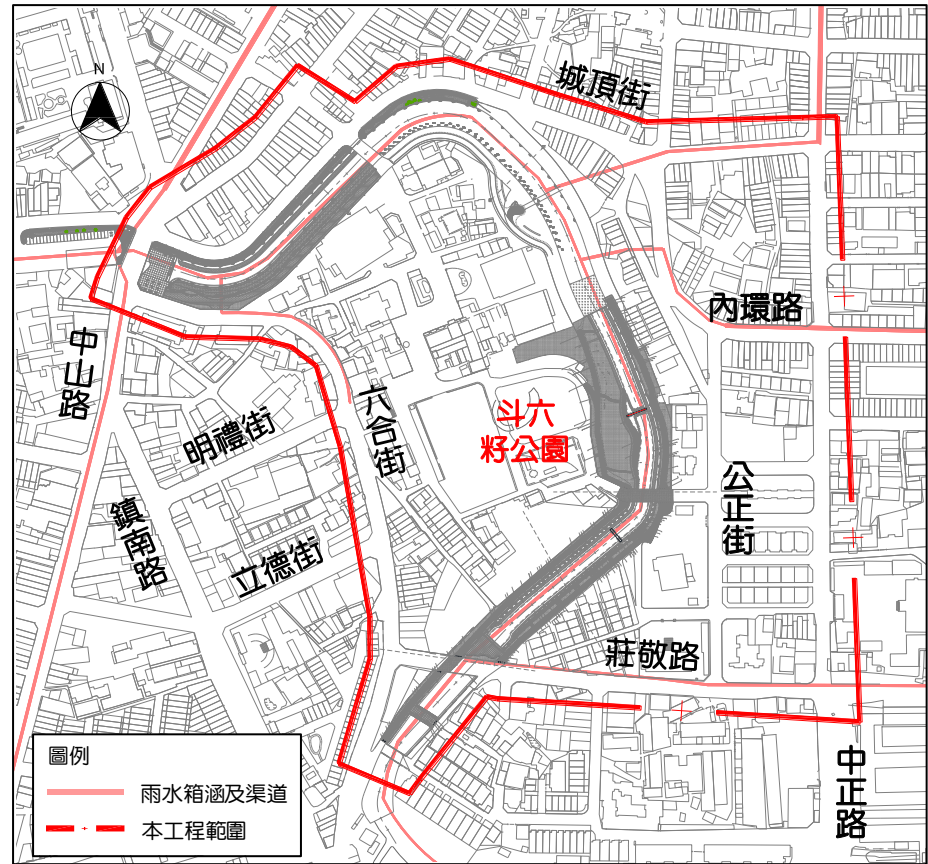 N
城頂街
內環路
中山路
明禮街
六合街
斗六
籽公園
公正街
鎮南路
立德街
莊敬路
中正路
圖例
雨水箱涵及渠道
本工程範圍